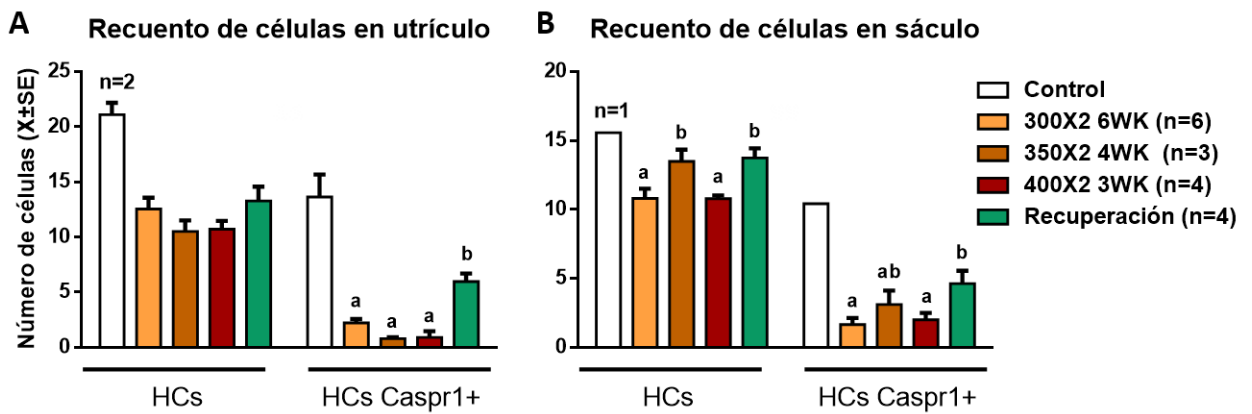 A Recuento de células en utrículo
Número de células (X±SE)
25
20
15
10
5
0
n=2
a
a
a
b
HCs
HCs Caspr1+
B Recuento de células en sáculo
20
15
10
5
0
n=1
a
b
a
b
a
ab
a
b
HCs
HCs Caspr1+
Control
300X2 6WK (n=6)
350X2 4WK (n=3)
400X2 3WK (n=4)
Recuperación (n=4)